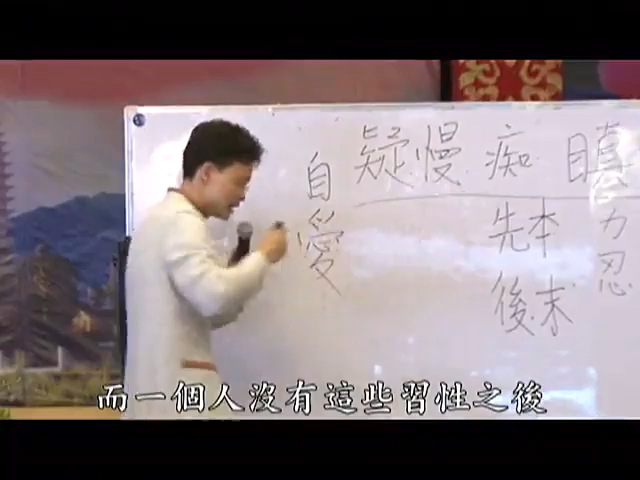 瞋 痴 慢 疑
力 忍
本 末
先 後
自愛
而一個人沒有這些習性之後